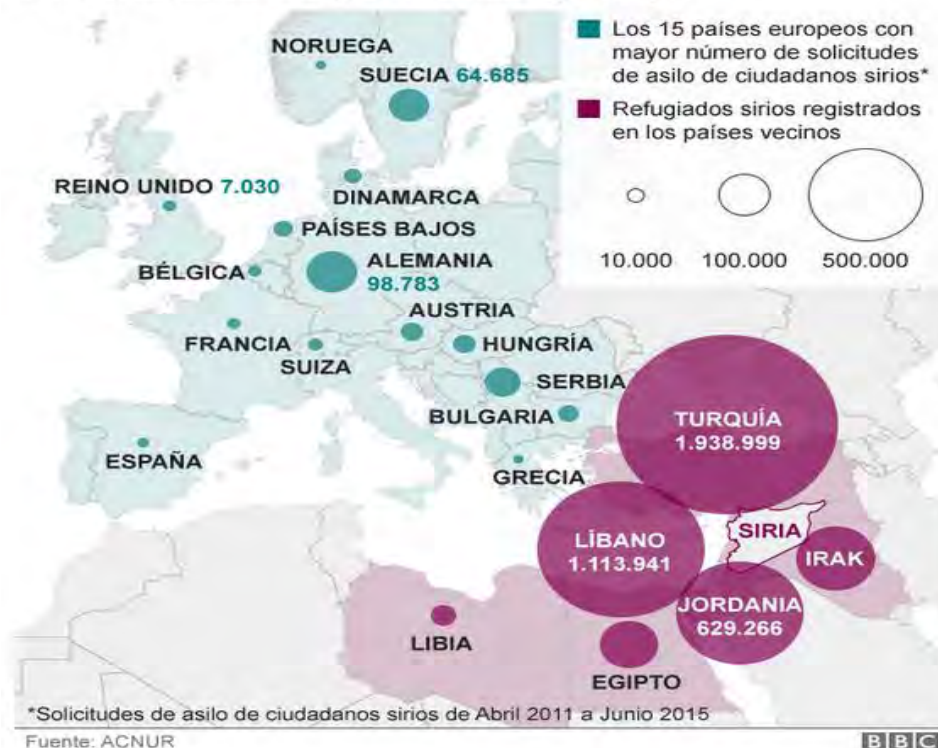 Los 15 países europeos con
mayor número de solicitudes
de asilo de ciudadanos sirios*
Refugiados sirios registrados
en los países vecinos
10.000
100.000
500.000
NORUEGA
SUECIA 64.685
REINO UNIDO 7.030
DINAMARCA
PAÍSES BAJOS
BÉLGICA
ALEMANIA
98.783
AUSTRIA
FRANCIA
SUIZA
HUNGRÍA
SERBIA
BULGARIA
ESPAÑA
GRECIA
TURQUÍA
1.938.999
SIRIA
LÍBANO
1.113.941
IRAK
JORDANIA
629.266
LIBIA
EGIPTO
*Solicitudes de asilo de ciudadanos sirios de Abril 2011 a Junio 2015
Fuente: ACNUR
BBC